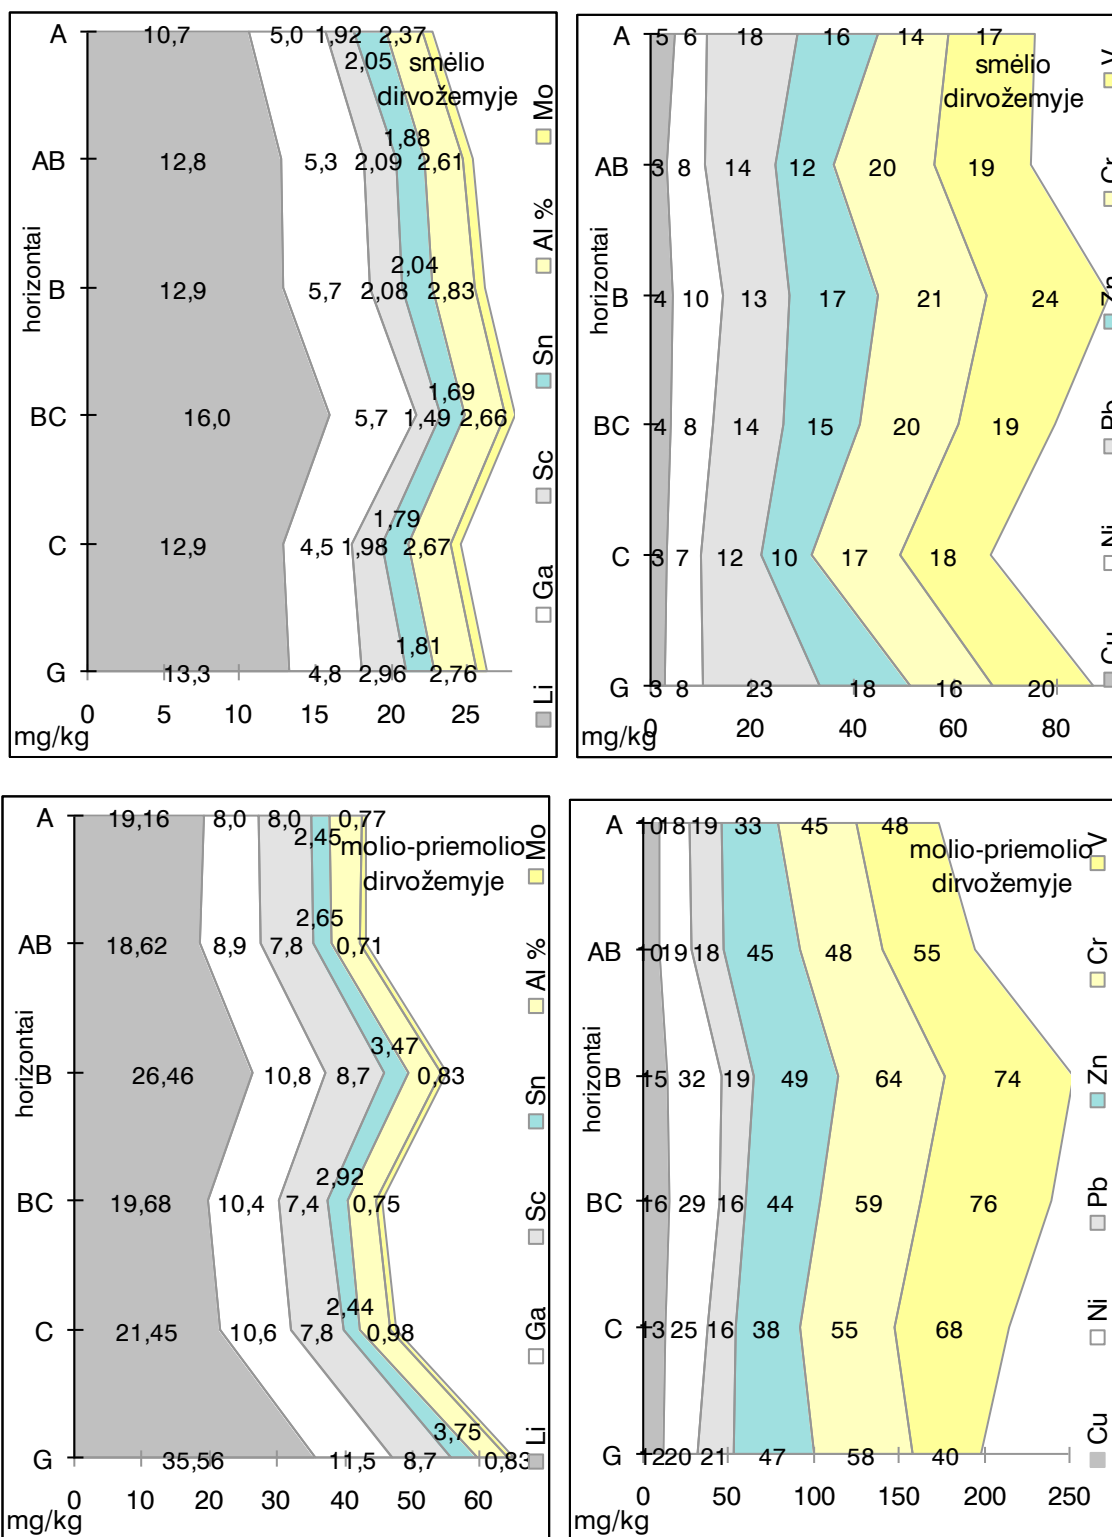 A 10,7 5,0 1,92 2,37
2,05 smėlio
dirvožemyje
1,88
AB 12,8 5,3 2,09 2,61
2,04
B 12,9 5,7 2,08 2,83
1,69
BC 16,0 5,7 1,49 2,66
1,79
C 12,9 4,5 1,98 2,67
1,81
G 13,3 4,8 2,96 2,76
0 5 10 15 20 25
mg/kg
horizontai
Li Ga Sc Sn Al % Mo
A 5 6 18 16 14 17
smėlio
dirvožemyje
AB 3 8 14 12 20 19
B 4 10 13 17 21 24
BC 4 8 14 15 20 19
C 3 7 12 10 17 18
G 3 8 23 18 16 20
0 20 40 60 80
mg/kg
horizontai
Cu Ni Pb Zn Cr V
A 19,16 8,0 8,0 0,77
2,45 molio-priemolio
dirvožemyje
2,65
AB 18,62 8,9 7,8 0,71
3,47
B 26,46 10,8 8,7 0,83
2,92
BC 19,68 10,4 7,4 0,75
2,44
C 21,45 10,6 7,8 0,98
3,75
G 35,56 11,5 8,7 0,83
0 10 20 30 40 50 60
mg/kg
horizontai
Li Ga Sc Sn Al % Mo
A 10 18 19 33 45 48
molio-priemolio
dirvožemyje
AB 10 19 18 45 48 55
B 15 32 19 49 64 74
BC 16 29 16 44 59 76
C 13 25 16 38 55 68
G 12 20 21 47 58 40
0 50 100 150 200 250
mg/kg
horizontai
Cu Ni Pb Zn Cr V